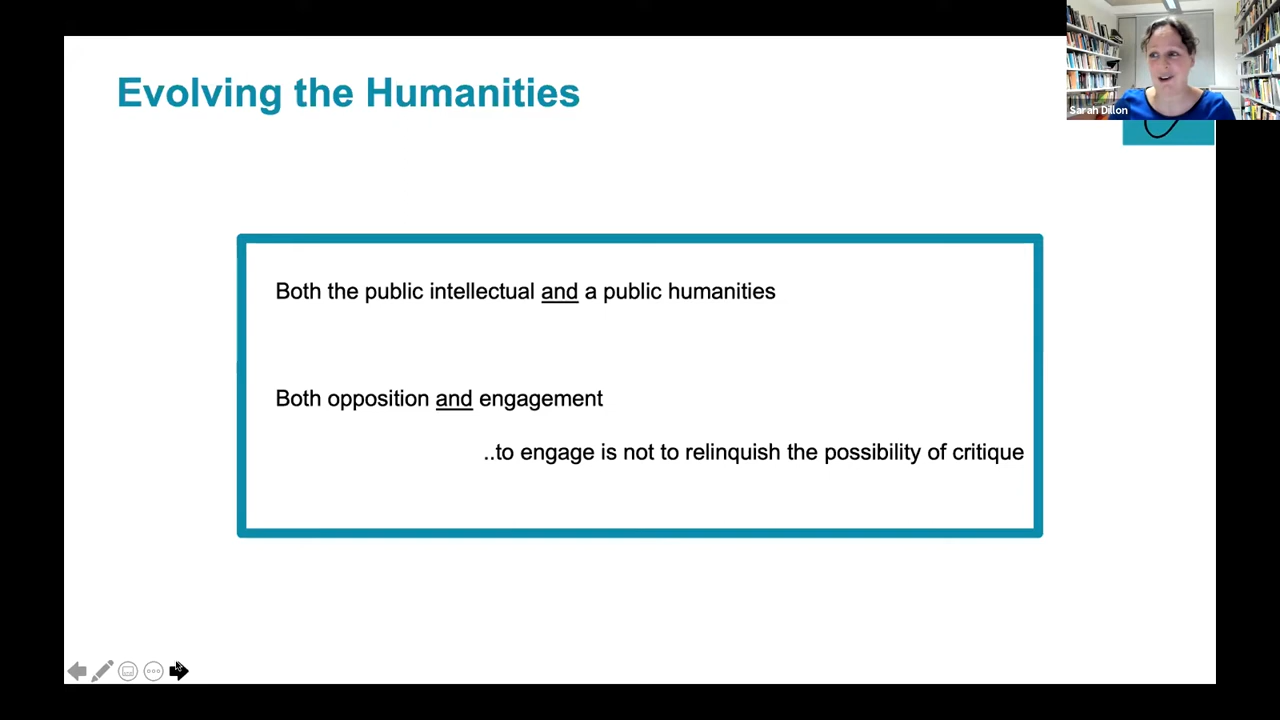 Evolving the Humanities
Sarah Dillon
Both the public intellectual and a public humanities
Both opposition and engagement
..to engage is not to relinquish the possibility of critique